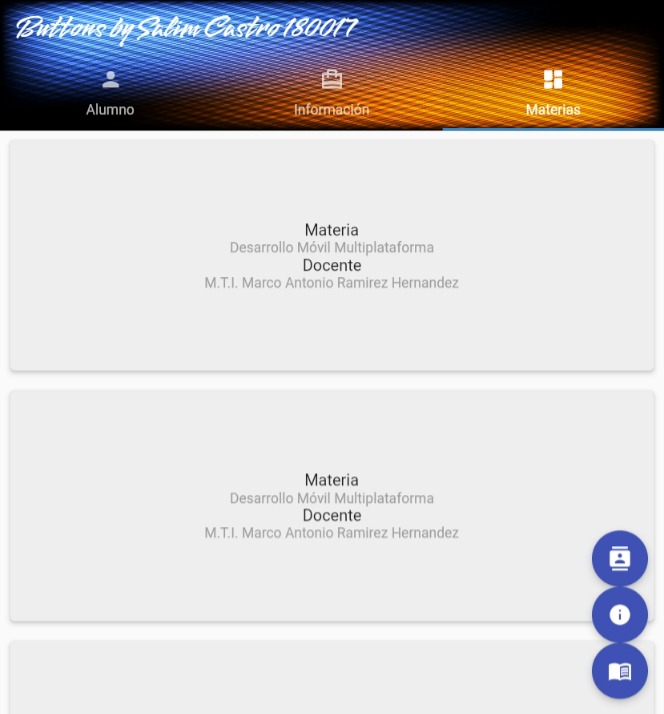 Buttons by Salim Castro 180017
Alumno
Información
Materias
Materia
Desarrollo Móvil Multiplataforma
Docente
M.T.I. Marco Antonio Ramirez Hernandez
Materia
Desarrollo Móvil Multiplataforma
Docente
M.T.I. Marco Antonio Ramirez Hernandez